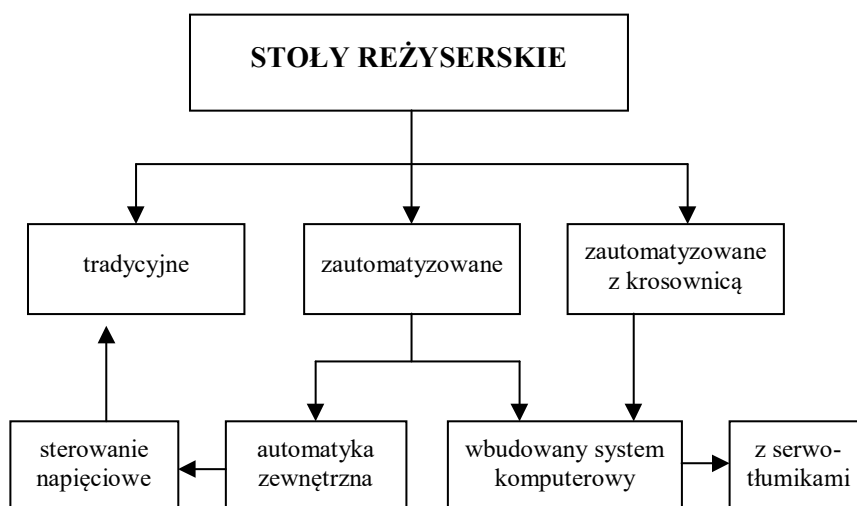 STOŁY REŻYSERSKIE
tradycyjne
zautomatyzowane
zautomatyzowane
z krosownicą
sterowanie
napięciowe
automatyka
zewnętrzna
wbudowany system
komputerowy
z serwo-
tłumikami